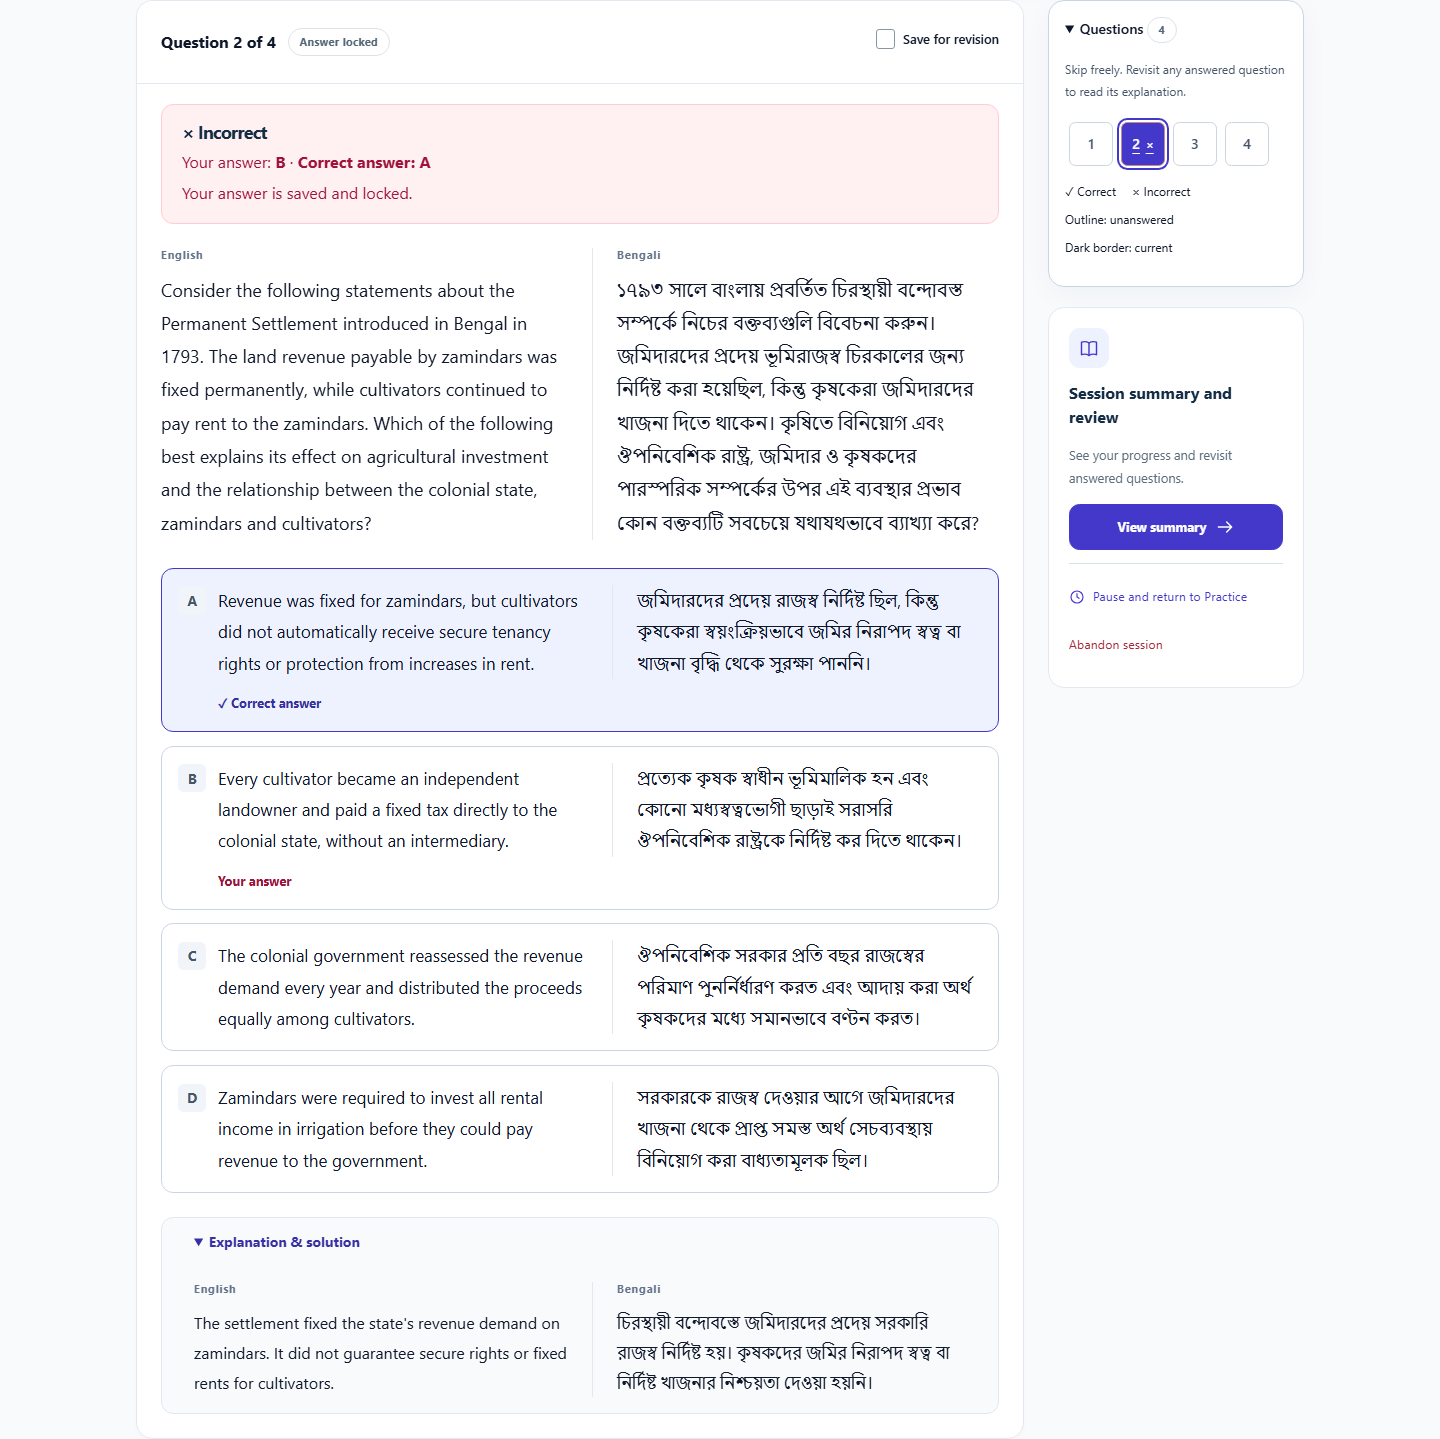 Question 2 of 4
Answer locked
Save for revision
× Incorrect
Your answer: B · Correct answer: A
Your answer is saved and locked.
English
Consider the following statements about the
Permanent Settlement introduced in Bengal in
1793. The land revenue payable by zamindars was
fixed permanently, while cultivators continued to
pay rent to the zamindars. Which of the following
best explains its effect on agricultural investment
and the relationship between the colonial state,
zamindars and cultivators?
Bengali
১৭৯৩ সালে বাংলায় প্রবর্তিত চিরস্থায়ী বন্দোবস্ত
সম্পর্কে নিচের বক্তব্যগুলি বিবেচনা করুন।
জমিদারদের প্রদেয় ভূমিরাজস্ব চিরকালের জন্য
নির্দিষ্ট করা হয়েছিল, কিন্তু কৃষকেরা জমিদারদের
খাজনা দিতে থাকেন। কৃষিতে বিনিয়োগ এবং
ঔপনিবেশিক রাষ্ট্র, জমিদার ও কৃষকদের
পারস্পরিক সম্পর্কের উপর এই ব্যবস্থার প্রভাব
কোন বক্তব্যটি সবচেয়ে যথাযথভাবে ব্যাখ্যা করে?
A
Revenue was fixed for zamindars, but cultivators
did not automatically receive secure tenancy
rights or protection from increases in rent.
জমিদারদের প্রদেয় রাজস্ব নির্দিষ্ট ছিল, কিন্তু
কৃষকেরা স্বয়ংক্রিয়ভাবে জমির নিরাপদ স্বত্ব বা
খাজনা বৃদ্ধি থেকে সুরক্ষা পাননি।
✓ Correct answer
B
Every cultivator became an independent
landowner and paid a fixed tax directly to the
colonial state, without an intermediary.
প্রত্যেক কৃষক স্বাধীন ভূমিমালিক হন এবং
কোনো মধ্যস্বত্বভোগী ছাড়াই সরাসরি
ঔপনিবেশিক রাষ্ট্রকে নির্দিষ্ট কর দিতে থাকেন।
Your answer
C
The colonial government reassessed the revenue
demand every year and distributed the proceeds
equally among cultivators.
ঔপনিবেশিক সরকার প্রতি বছর রাজস্বের
পরিমাণ পুনর্নির্ধারণ করত এবং আদায় করা অর্থ
কৃষকদের মধ্যে সমানভাবে বণ্টন করত।
D
Zamindars were required to invest all rental
income in irrigation before they could pay
revenue to the government.
সরকারকে রাজস্ব দেওয়ার আগে জমিদারদের
খাজনা থেকে প্রাপ্ত সমস্ত অর্থ সেচব্যবস্থায়
বিনিয়োগ করা বাধ্যতামূলক ছিল।
▼ Explanation & solution
English
The settlement fixed the state's revenue demand on
zamindars. It did not guarantee secure rights or fixed
rents for cultivators.
Bengali
চিরস্থায়ী বন্দোবস্তে জমিদারদের প্রদেয় সরকারি
রাজস্ব নির্দিষ্ট হয়। কৃষকদের জমির নিরাপদ স্বত্ব বা
নির্দিষ্ট খাজনার নিশ্চয়তা দেওয়া হয়নি।
▼ Questions 4
Skip freely. Revisit any answered question
to read its explanation.
1 2 × 3 4
✓ Correct × Incorrect
Outline: unanswered
Dark border: current
Session summary and
review
See your progress and revisit
answered questions.
View summary →
Pause and return to Practice
Abandon session